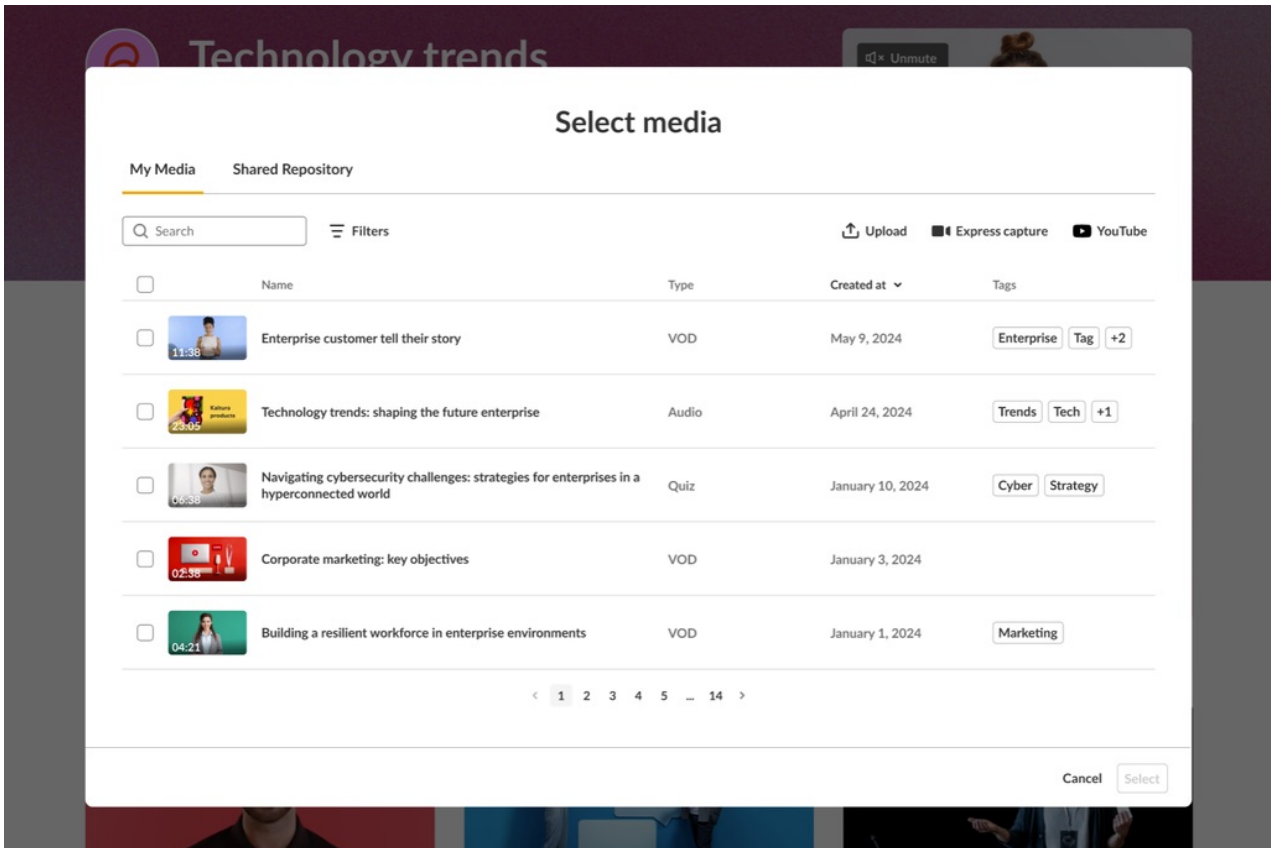 Technology trends
Unmute
Select media
My Media Shared Repository
Search Filters Upload Express capture YouTube
Name Type Created at Tags
11:38 Enterprise customer tell their story VOD May 9, 2024 Enterprise Tag +2
Kaltura
products
23:05 Technology trends: shaping the future enterprise Audio April 24, 2024 Trends Tech +1
Navigating cybersecurity challenges: strategies for enterprises in a
06:38 hyperconnected world Quiz January 10, 2024 Cyber Strategy
02:38 Corporate marketing: key objectives VOD January 3, 2024
04:21 Building a resilient workforce in enterprise environments VOD January 1, 2024 Marketing
< 1 2 3 4 5 ... 14 >
Cancel Select